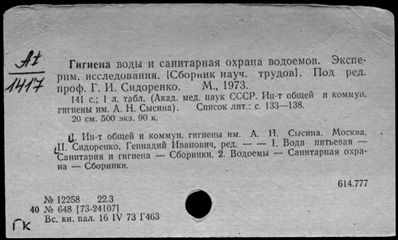 At
1417
Гигиена воды и санитарная охрана водоемов. Экспе-
рим. исследования. [Сборник науч. трудов]. Под ред.
проф. Г. И. Сидоренко. М., 1973.
141 с.; 1 л. табл. (Акад. мед. наук СССР. Ин-т общей и коммун.
гигиены им. А. Н. Сысина). Список лит.: с. 133—138.
20 см. 500 экз. 90 к.
I. Ин-т общей и коммун. гигиены им. А. Н. Сысина. Москва.
II. Сидоренко, Геннадий Иванович, ред. — — 1. Вода питьевая —
Санитария и гигиена — Сборники. 2. Водоемы — Санитарная охра-
на — Сборники.
614.777
№ 12258 22.3
40 № 648 [73-24107]
Вс. кн. пал. 16 IV 73 Г463
ГК